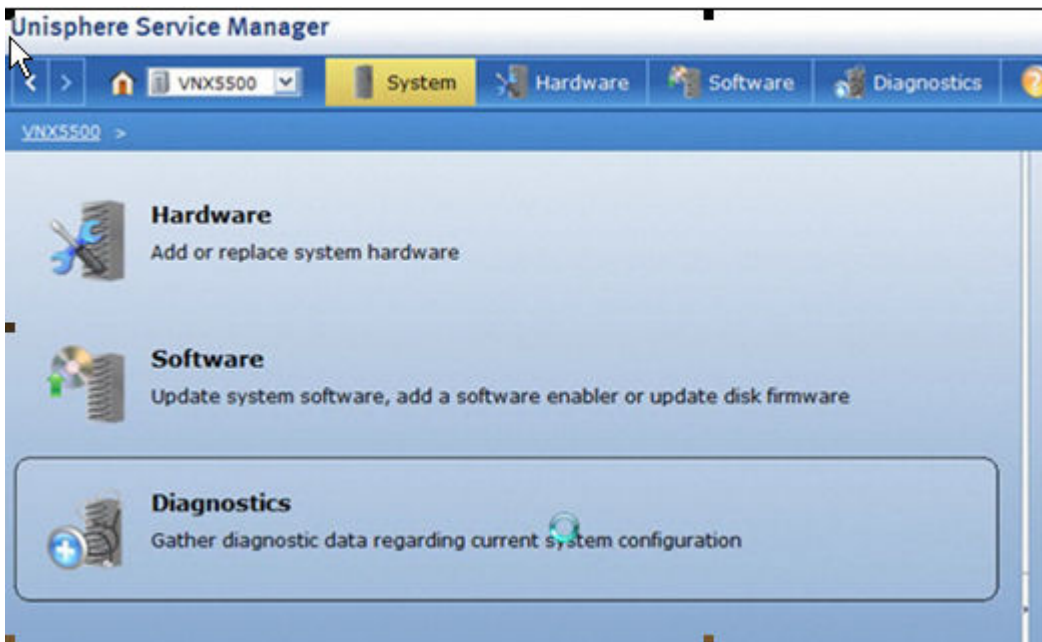 Unisphere Service Manager
VNX5500 System Hardware Software Diagnostics
VNX5500 >
Hardware
Add or replace system hardware
Software
Update system software, add a software enabler or update disk firmware
Diagnostics
Gather diagnostic data regarding current system configuration